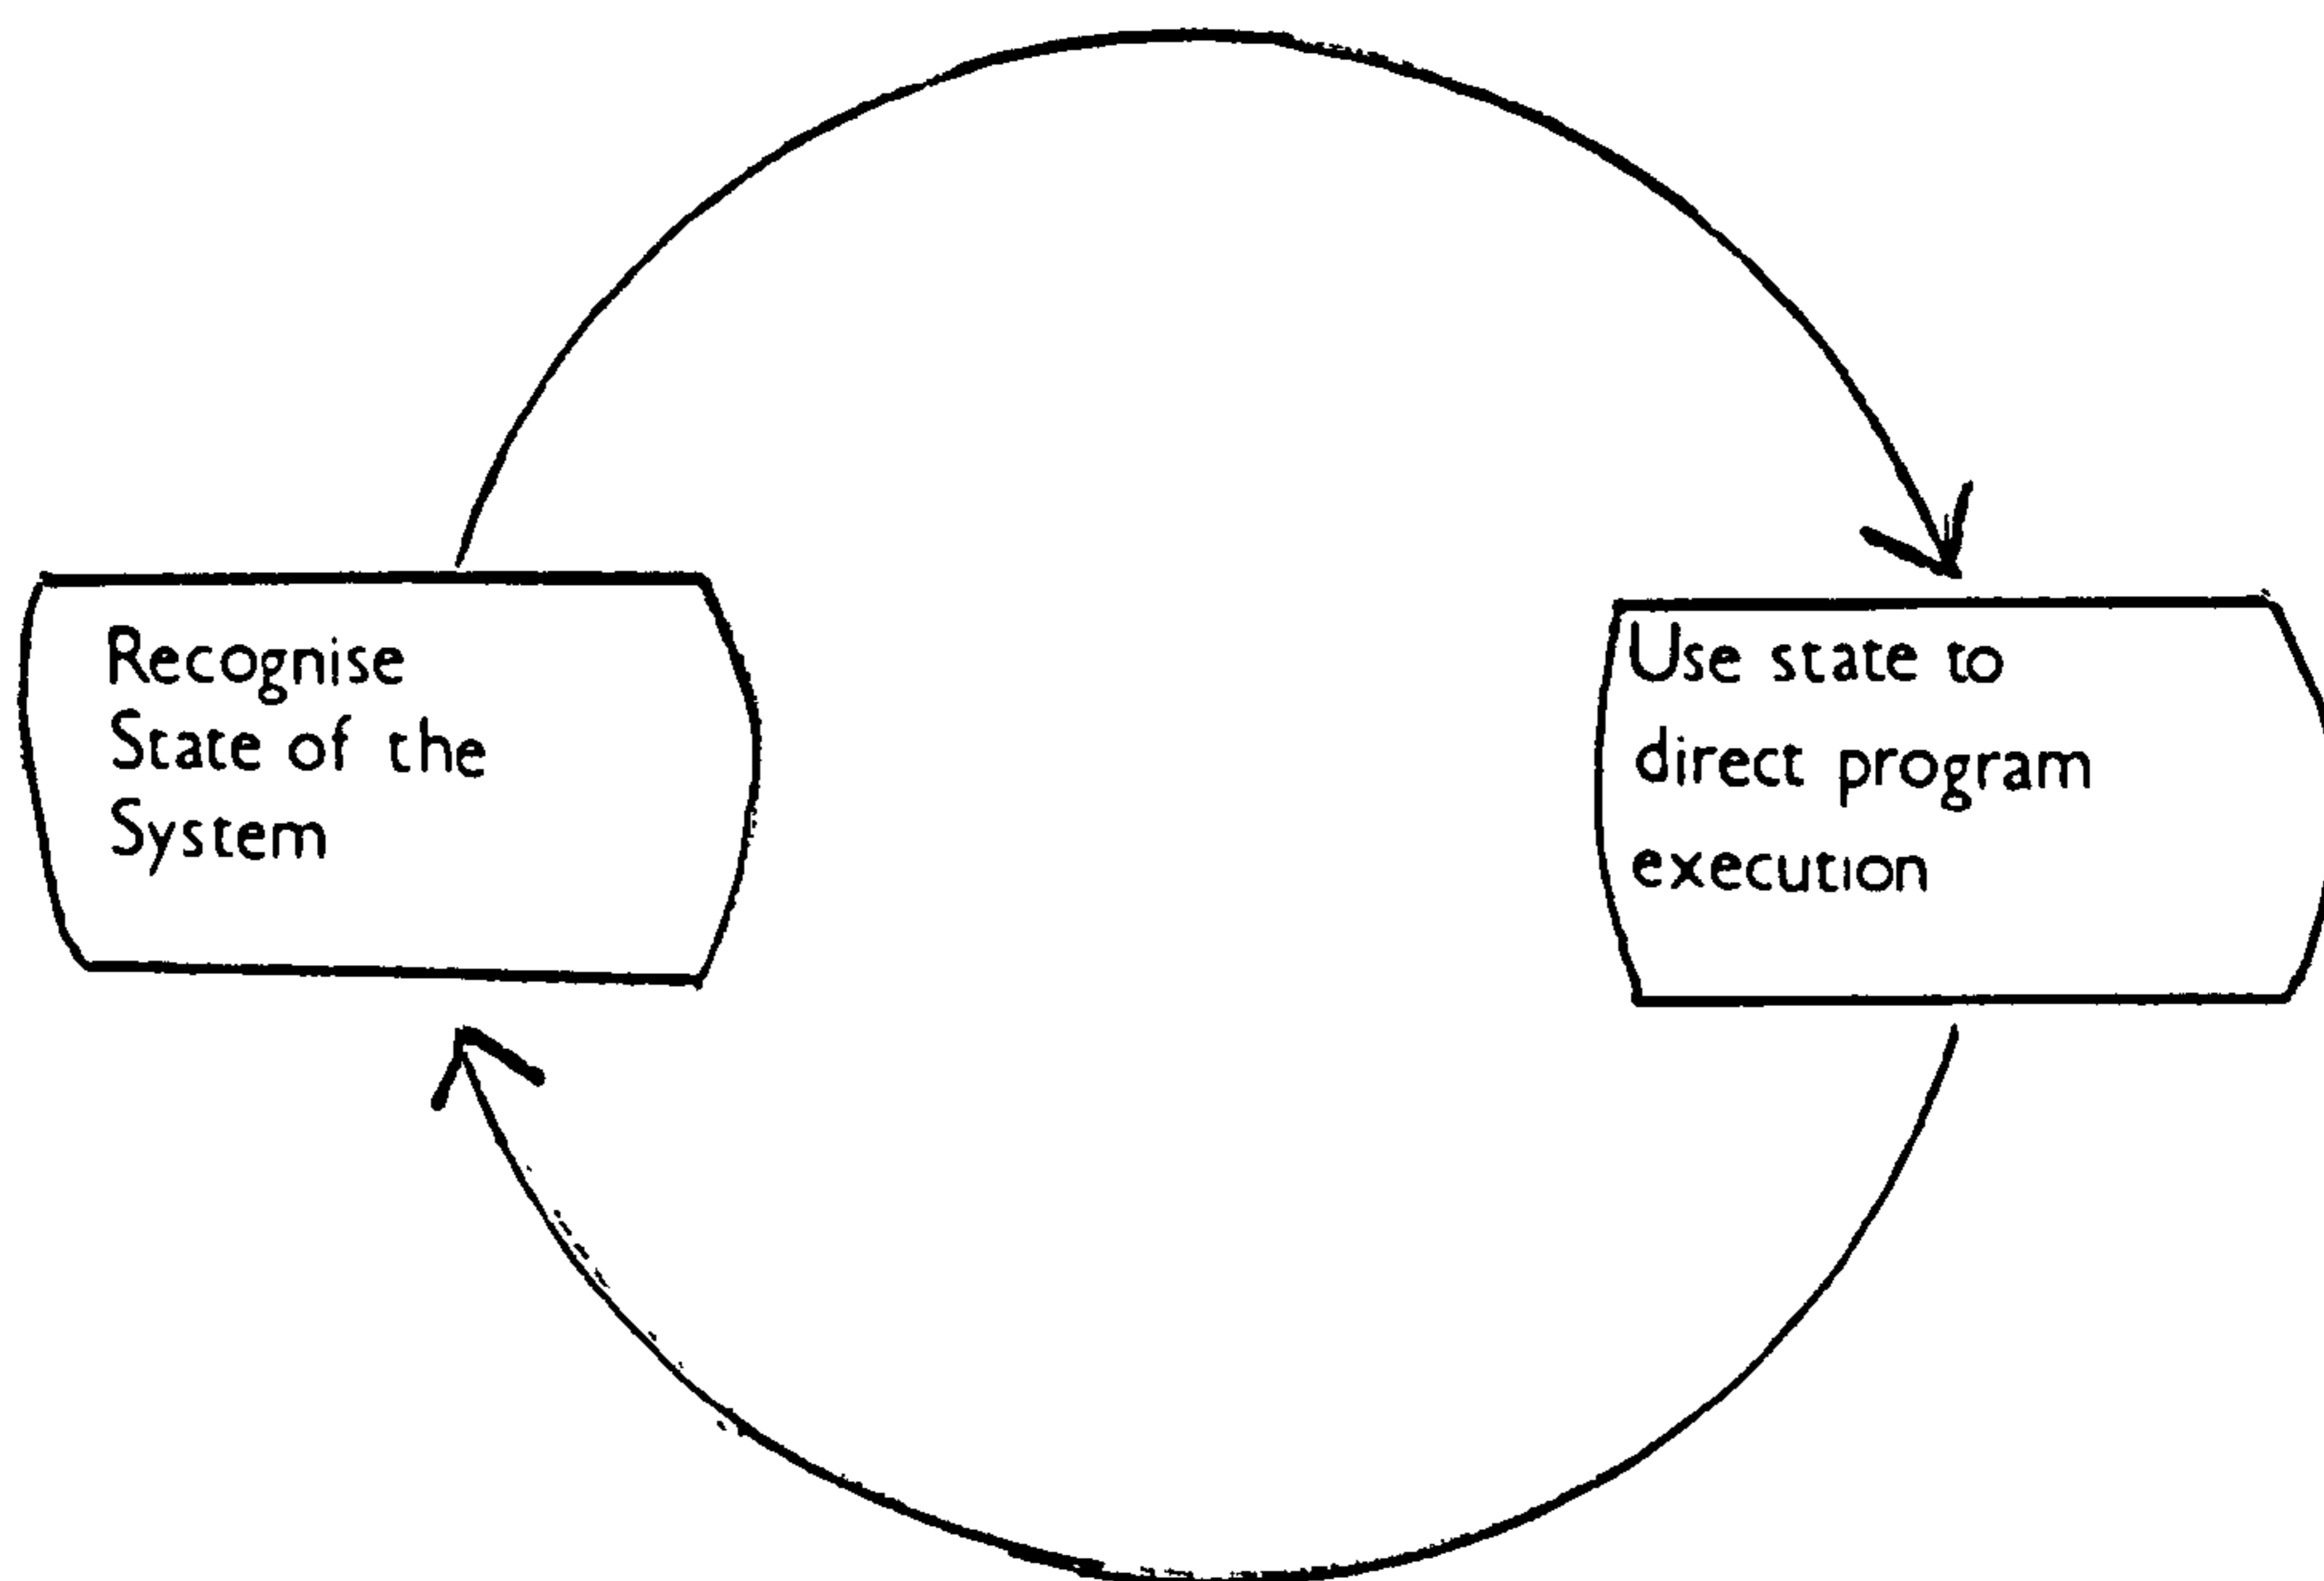 Recognise
State of the
System
Use state to
direct program
execution